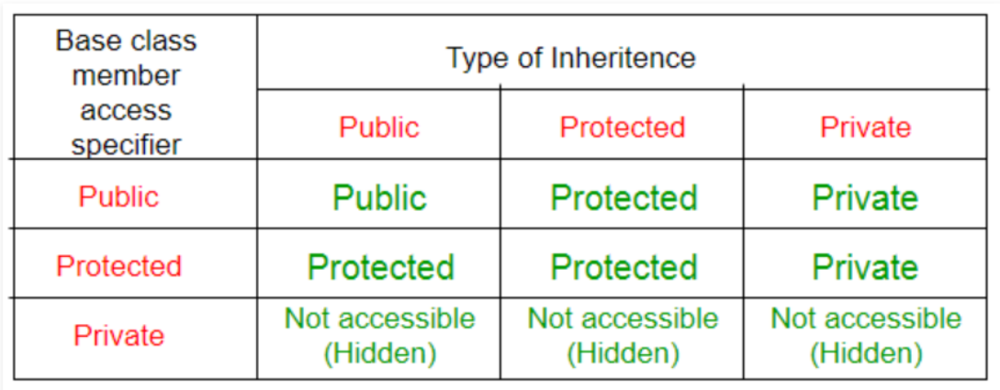 Base class
member
access
specifier
Type of Inheritence
Public
Protected
Private
Public
Public
Protected
Private
Protected
Protected
Protected
Private
Private
Not accessible
(Hidden)
Not accessible
(Hidden)
Not accessible
(Hidden)